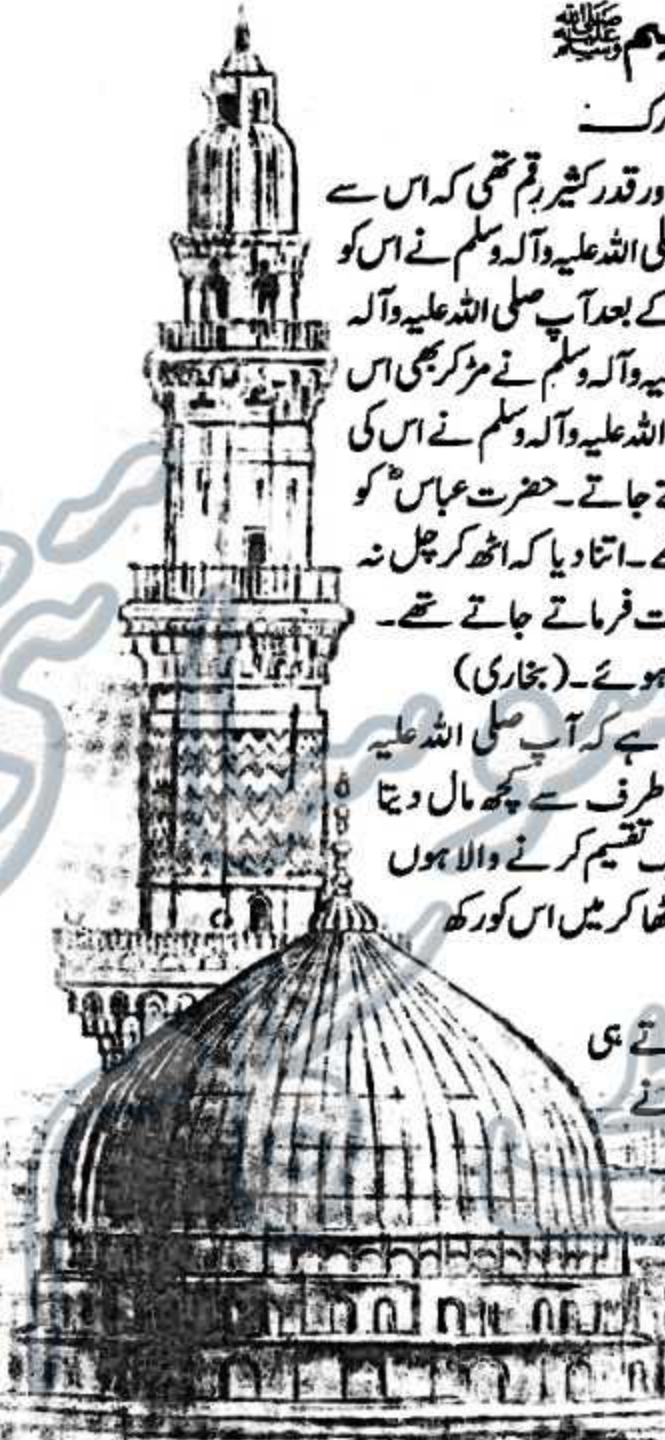 ﷺ
ور قدر کثیر رقم تھی کہ اس سے
اللہ علیہ وآلہ وسلم نے اس کو
کے بعد آپ صلی اللہ علیہ وآلہ
وآلہ وسلم نے مڑ کر بھی اس
اللہ علیہ وآلہ وسلم نے اس کی
جاتے۔ حضرت عباسؓ کو
۔ اتنا دیا کہ اٹھ کر چل نہ
ت فرماتے جاتے تھے۔
ہوئے۔ (بخاری)
ہے کہ آپ صلی اللہ علیہ
طرف سے کچھ مال دیتا
تقسیم کرنے والا ہوں
ٹھا کر میں اس کو رکھ
تے ہی
نے